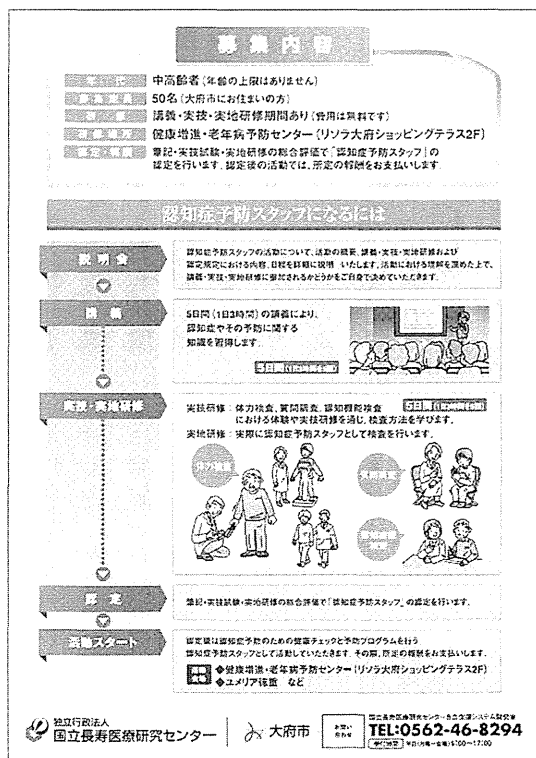 募集内容
年　代
中高齢者（年齢の上限はありません）
50名（大府市にお住まいの方）
講義・実技・実地研修期間あり（費用は無料です）
健康増進・老年病予防センター（リソラ大府ショッピングテラス2F）
筆記・実技試験・実地研修の総合評価で「認知症予防スタッフ」の
認定を行います。認定後の活動では、所定の報酬をお支払いします。
認知症予防スタッフになるには
説明会
認知症予防スタッフの活動について、活動の概要、講義・実技・実地研修および
認定規定における内容、日程を詳細に説明 いたします。活動における理解を深めた上で、
講義・実技・実地研修に参加されるかどうかをご自身で決めていただきます。
講　義
5日間（1日3時間）の講義により、
認知症やその予防に関する
知識を習得します。
5日間
実技・実地研修
実技研修：体力検査、質問調査、認知機能検査
における体験や実技研修を通じ、検査方法を学びます。
5日間
実地研修：実際に認知症予防スタッフとして検査を行います。
体力検査
認　定
筆記・実技試験・実地研修の総合評価で「認知症予防スタッフ」の認定を行います。
活動スタート
認定後は認知症予防のための健康チェックと予防プログラムを行う
認知症予防スタッフとして活動していただきます。その際、所定の報酬をお支払します。
◆健康増進・老年病予防センター（リソラ大府ショッピングテラス2F）
◆ユメリア徳重　など
独立行政法人
国立長寿医療研究センター
大府市
お問い
合わせ
TEL:0562-46-8294
9:00〜17:00